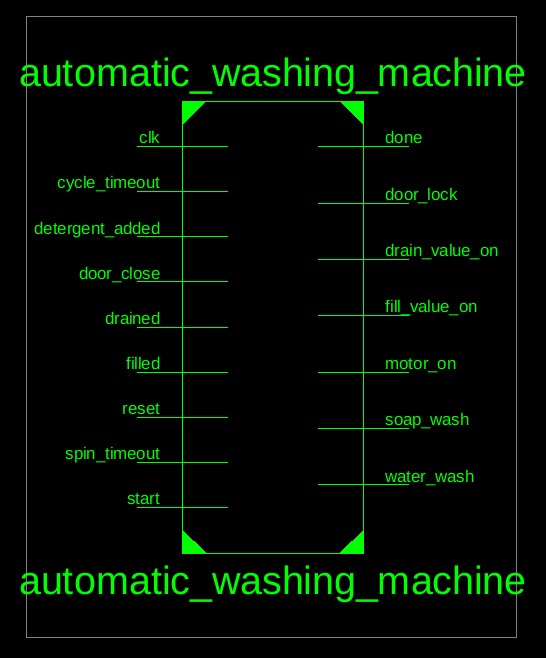 automatic_washing_machine
clk
cycle_timeout
detergent_added
door_close
drained
filled
reset
spin_timeout
start
done
door_lock
drain_value_on
fill_value_on
motor_on
soap_wash
water_wash
automatic_washing_machine